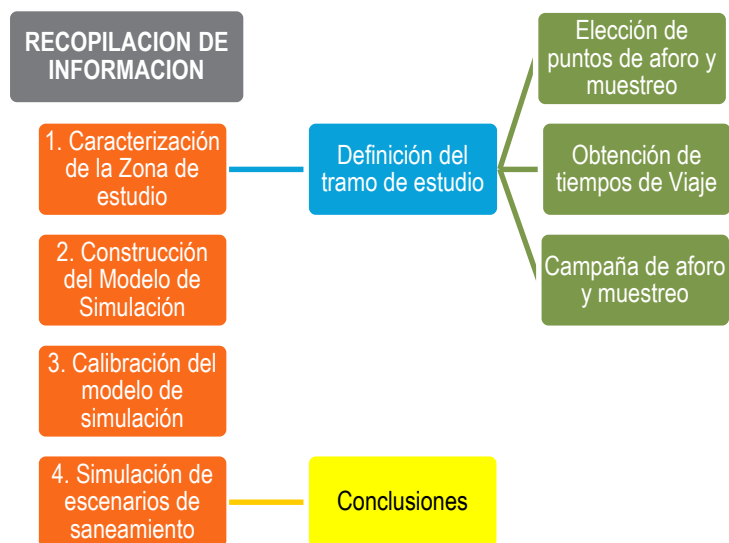 RECOPILACION DE
INFORMACION
1. Caracterización
de la Zona de
estudio
2. Construcción
del Modelo de
Simulación
3. Calibración del
modelo de
simulación
4. Simulación de
escenarios de
saneamiento
Definición del
tramo de estudio
Conclusiones
Elección de
puntos de aforo y
muestreo
Obtención de
tiempos de Viaje
Campaña de aforo
y muestreo